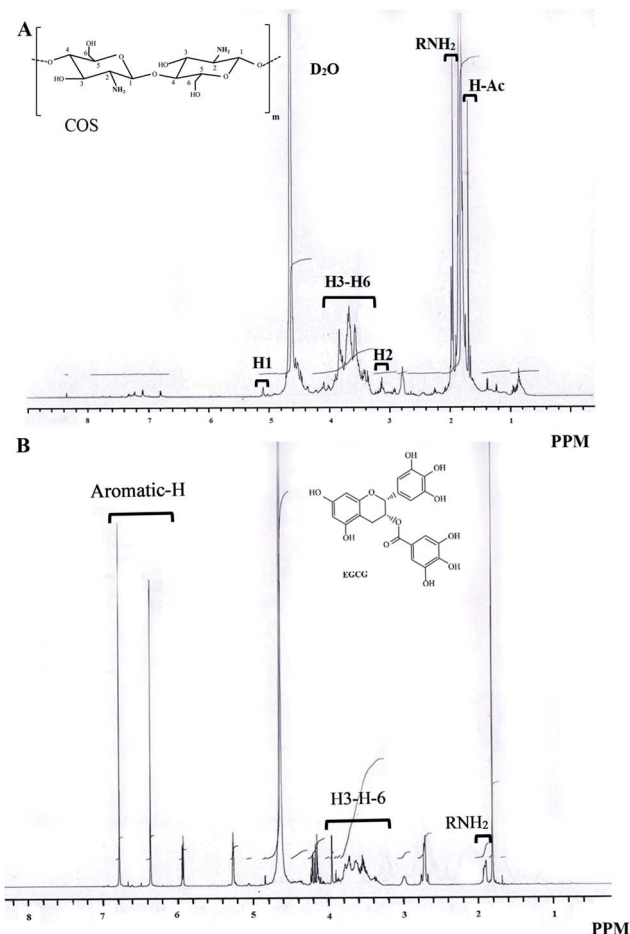 A
COS
m
D₂O
RNH₂
H-Ac
H3-H6
H1
H2
8 7 6 5 4 3 2 1
PPM
B
Aromatic-H
EGCG
H3-H-6
RNH₂
8 7 6 5 4 3 2 1
PPM